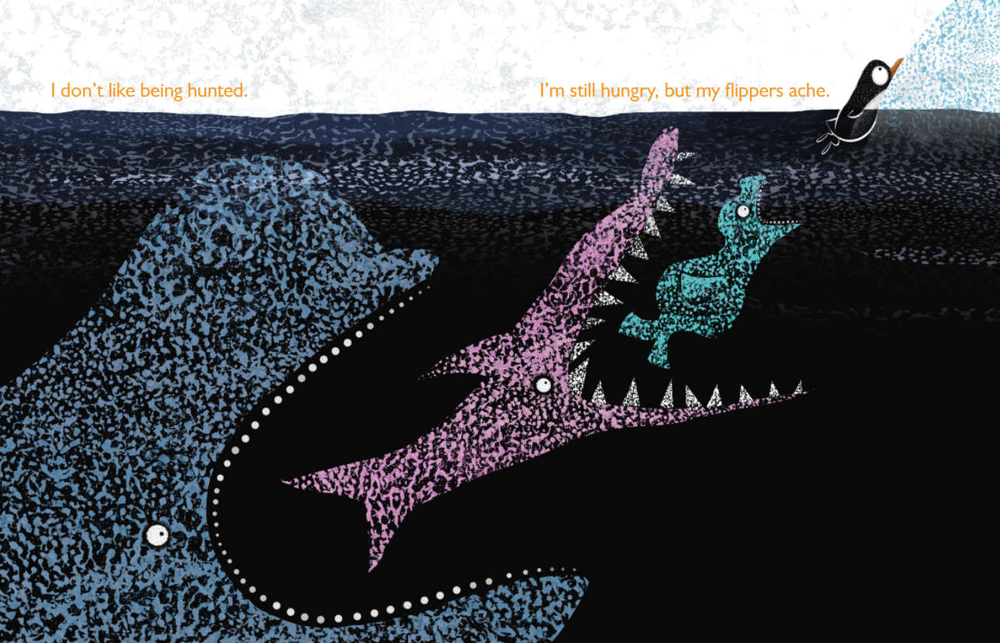 I don’t like being hunted.
I’m still hungry, but my flippers ache.